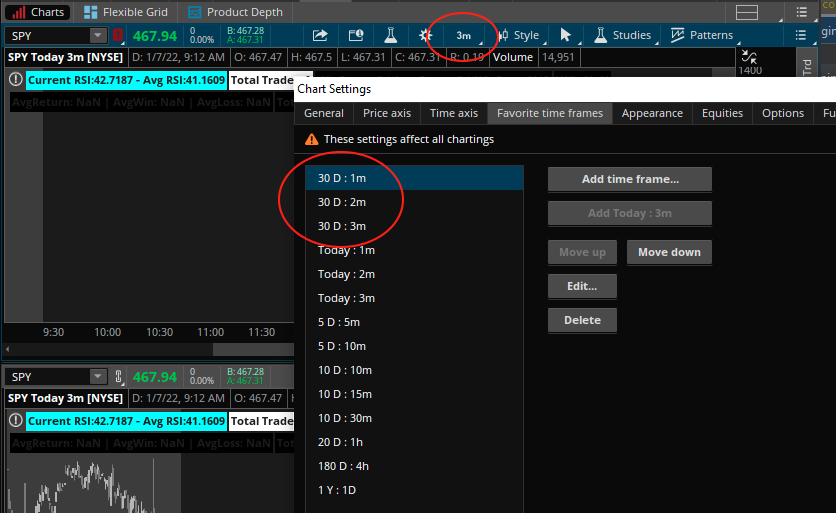 Charts Flexible Grid Product Depth
SPY 467.94 0 0.00% B: 467.28 A: 467.31 3m Style Studies Patterns
SPY Today 3m [NYSE] D: 1/7/22, 9:12 AM O: 467.47 H: 467.5 L: 467.31 C: 467.31 R: 0.19 Volume 14,951
1400
Trd
Current RSI:42.7187 - Avg RSI:41.1609 Total Trade
AvgReturn: NaN | AvgWin: NaN | AvgLoss: NaN
Chart Settings
General Price axis Time axis Favorite time frames Appearance Equities Options Fu
These settings affect all chartings
30 D : 1m
30 D : 2m
30 D : 3m
Today : 1m
Today : 2m
Today : 3m
5 D : 5m
5 D : 10m
10 D : 10m
10 D : 15m
10 D : 30m
20 D : 1h
180 D : 4h
1 Y : 1D
Add time frame...
Add Today : 3m
Move up Move down
Edit...
Delete
9:30 10:00 10:30 11:00 11:30
SPY 467.94 0 0.00% B: 467.28 A: 467.31
SPY Today 3m [NYSE] D: 1/7/22, 9:12 AM O: 467.47
Current RSI:42.7187 - Avg RSI:41.1609 Total Trade
AvgReturn: NaN | AvgWin: NaN | AvgLoss: NaN | Tot